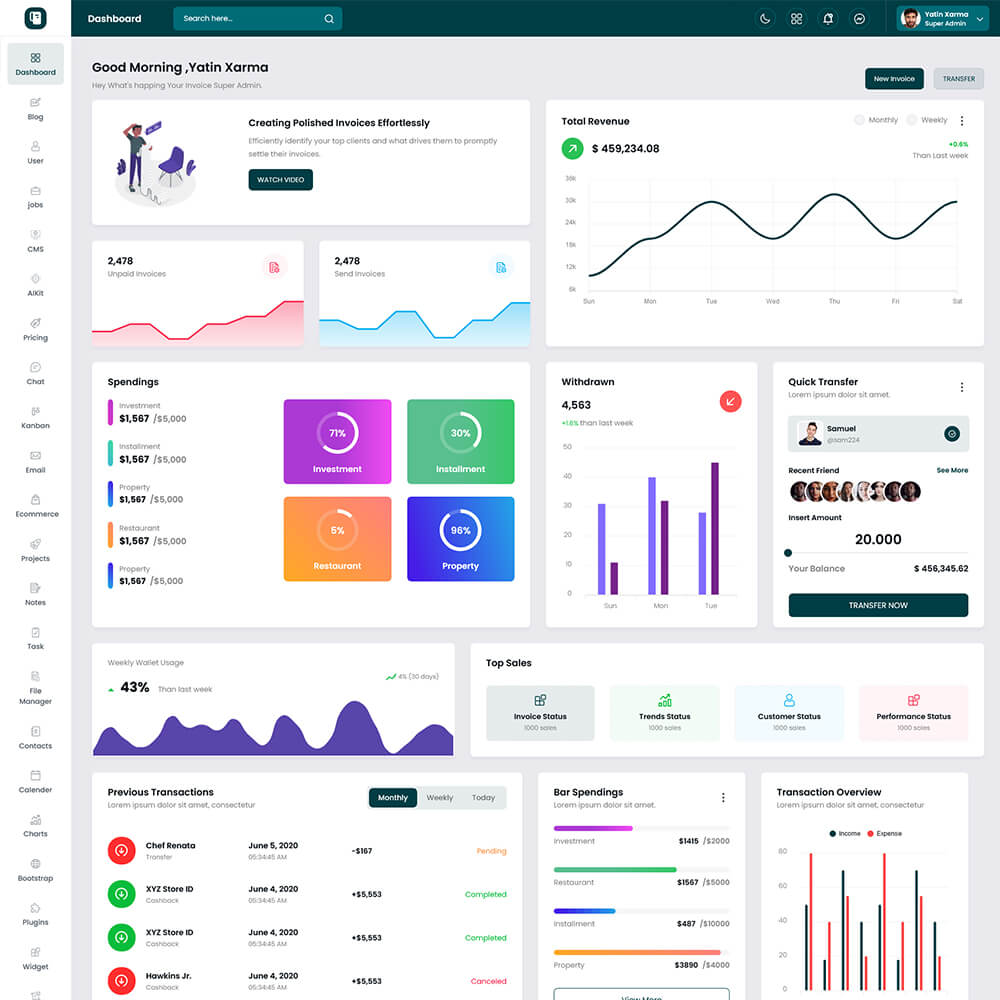 Dashboard
Search here...
Yatin Xarma
Super Admin
Dashboard
Blog
User
jobs
CMS
AIKit
Pricing
Chat
Kanban
Email
Ecommerce
Projects
Notes
Task
File
Manager
Contacts
Calender
Charts
Bootstrap
Plugins
Widget
Good Morning ,Yatin Xarma
Hey What's happing Your Invoice Super Admin.
New Invoice
TRANSFER
Creating Polished Invoices Effortlessly
Efficiently identify your top clients and what drives them to promptly
settle their invoices.
WATCH VIDEO
Total Revenue
Monthly
Weekly
$ 459,234.08
+0.6%
Than Last week
36k
30k
24k
18k
12k
6k
Sun Mon Tue Wed Thu Fri Sat
2,478
Unpaid Invoices
2,478
Send Invoices
Spendings
Investment
$1,567 /$5,000
Installment
$1,567 /$5,000
Property
$1,567 /$5,000
Restaurant
$1,567 /$5,000
Property
$1,567 /$5,000
71%
Investment
30%
Installment
5%
Restaurant
96%
Property
Withdrawn
4,563
+1.6% than last week
50
40
30
20
10
0
Sun Mon Tue
Quick Transfer
Lorem ipsum dolor sit amet.
Samuel
@sam224
Recent Friend
See More
Insert Amount
20.000
Your Balance
$ 456,345.62
TRANSFER NOW
Weekly Wallet Usage
43% Than last week
4% (30 days)
Top Sales
Invoice Status
1000 sales
Trends Status
1000 sales
Customer Status
1000 sales
Performance Status
1000 sales
Previous Transactions
Lorem ipsum dolor sit amet, consectetur
Monthly Weekly Today
Chef Renata
Transfer
June 5, 2020
05:34:45 AM
-$167
Pending
XYZ Store ID
Cashback
June 4, 2020
05:34:45 AM
+$5,553
Completed
XYZ Store ID
Cashback
June 4, 2020
05:34:45 AM
+$5,553
Completed
Hawkins Jr.
Cashback
June 4, 2020
05:34:45 AM
+$5,553
Canceled
Bar Spendings
Lorem ipsum dolor sit amet.
Investment $1415 /$2000
Restaurant $1567 /$5000
Installment $487 /$10000
Property $3890 /$4000
View More
Transaction Overview
Lorem ipsum dolor sit amet, consectetur
Income Expense
80
60
40
20
0